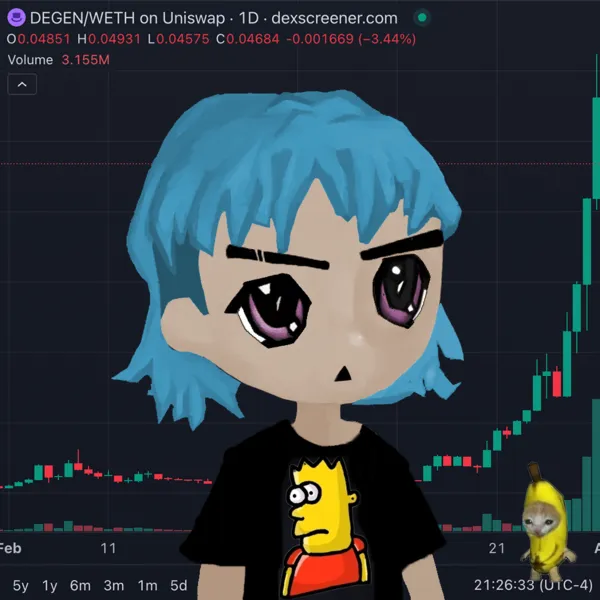 DEGEN/WETH on Uniswap · 1D · dexscreener.com
O0.04851 H0.04931 L0.04575 C0.04684 -0.001669 (−3.44%)
Volume 3.155M
Feb 11 21
5y 1y 6m 3m 1m 5d 21:26:33 (UTC-4)